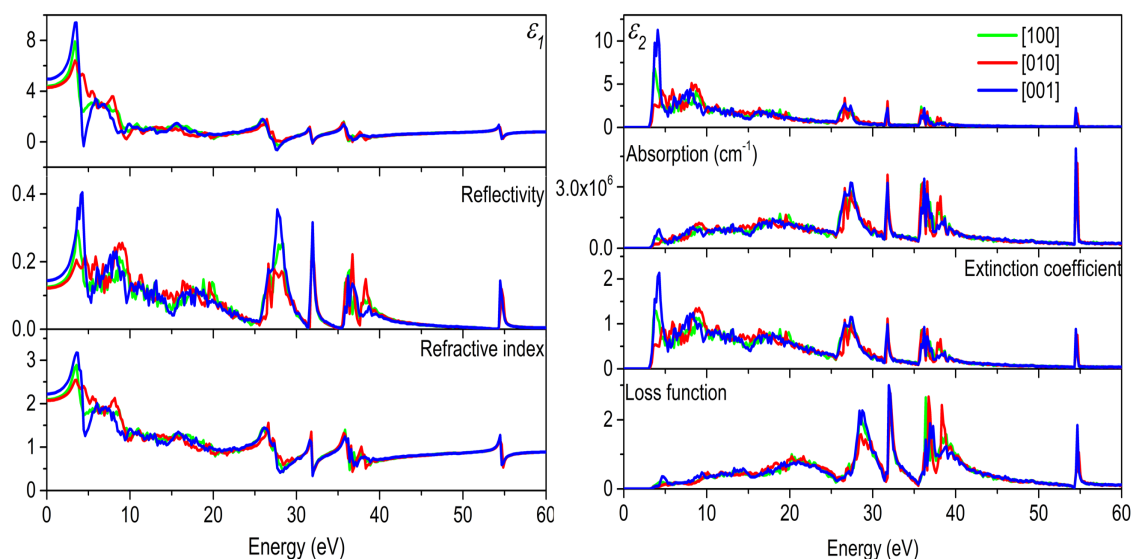 ε1
8
4
0
Reflectivity
0.4
0.2
0.0
Refractive index
3
2
1
0
0 10 20 30 40 50 60
Energy (eV)
ε2
[100]
[010]
[001]
10
5
0
Absorption (cm-1)
3.0x10^6
0.0
Extinction coefficient
2
1
0
Loss function
2
0
0 10 20 30 40 50 60
Energy (eV)